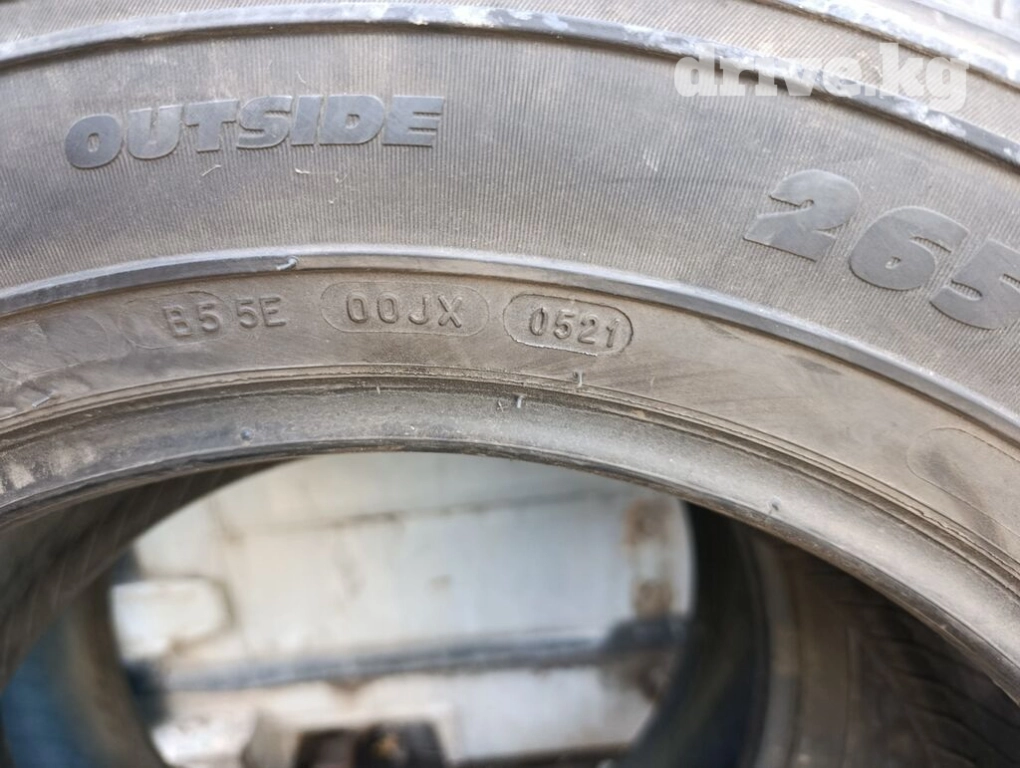 drive.kg
OUTSIDE
265
B5 5E 00JX 0521